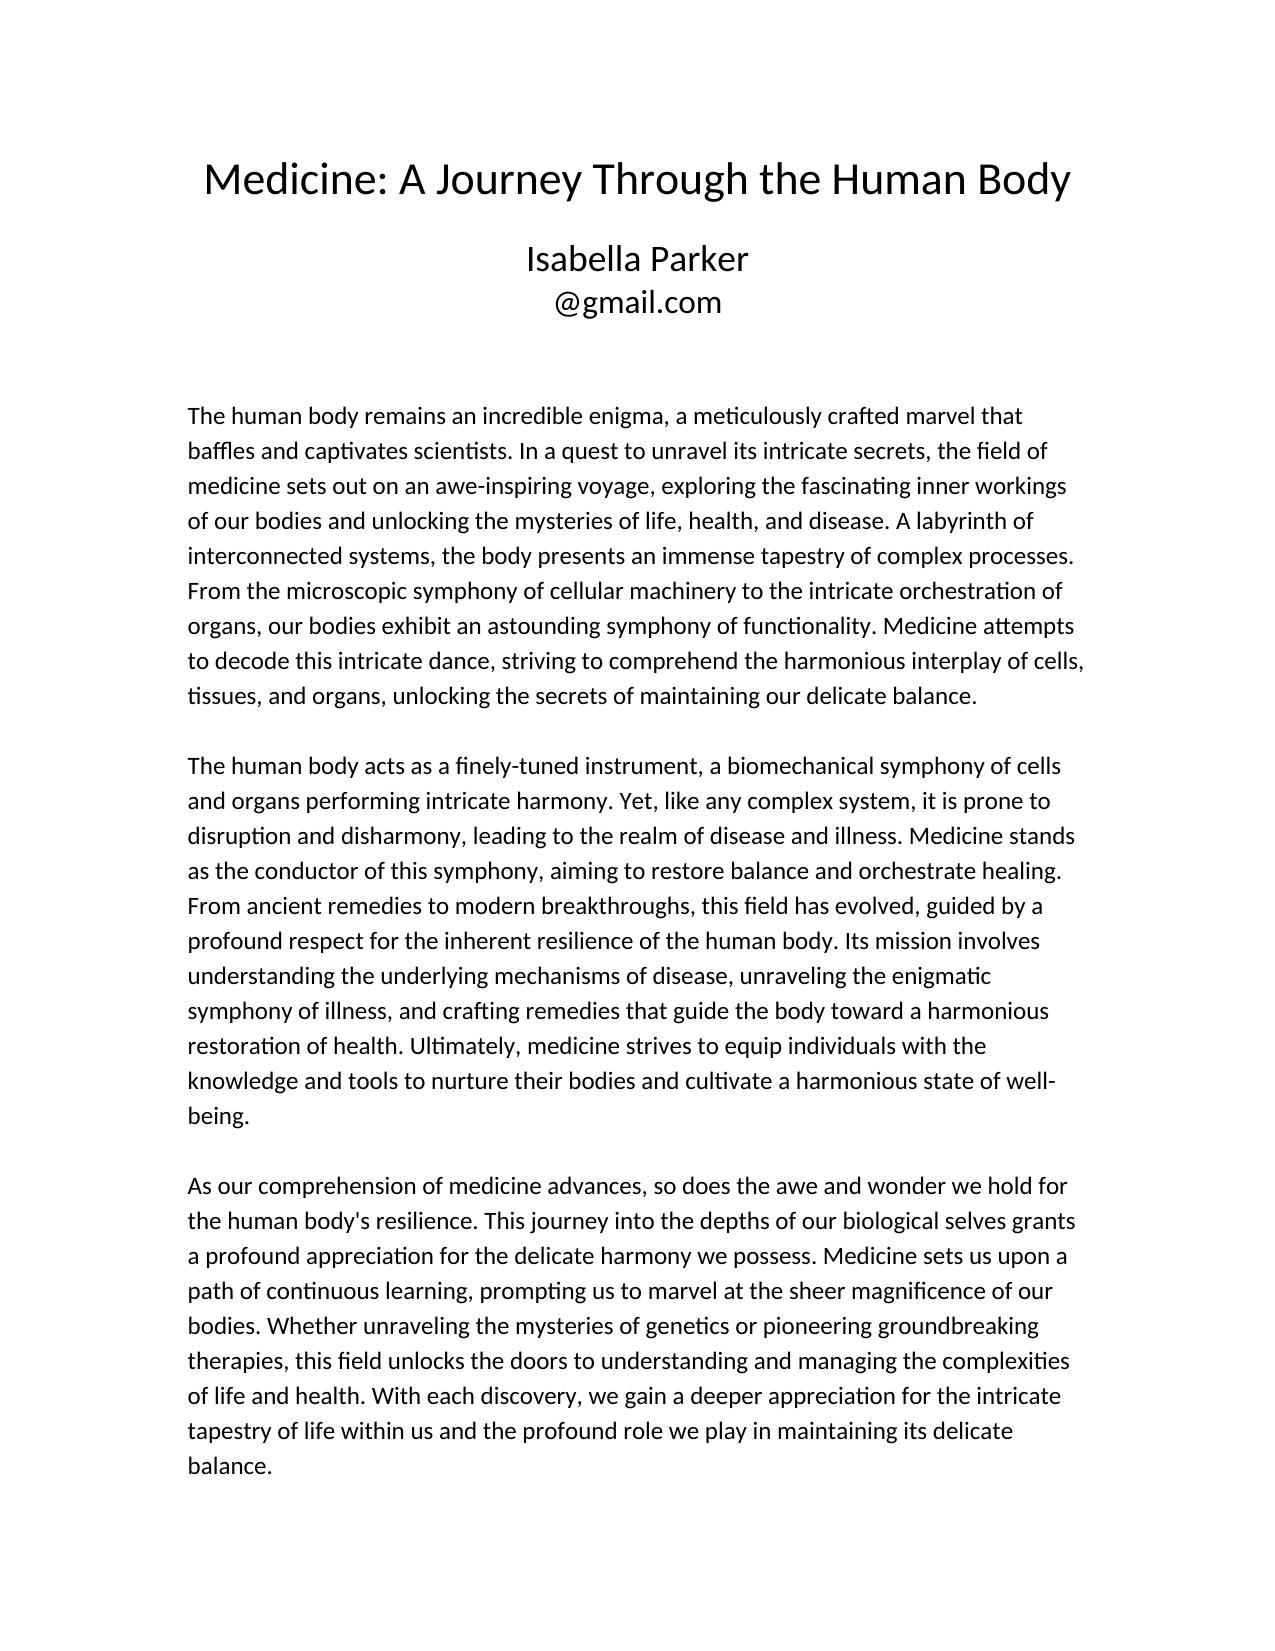 Medicine: A Journey Through the Human Body
Isabella Parker
@gmail.com
The human body remains an incredible enigma, a meticulously crafted marvel that
baffles and captivates scientists. In a quest to unravel its intricate secrets, the field of
medicine sets out on an awe-inspiring voyage, exploring the fascinating inner workings
of our bodies and unlocking the mysteries of life, health, and disease. A labyrinth of
interconnected systems, the body presents an immense tapestry of complex processes.
From the microscopic symphony of cellular machinery to the intricate orchestration of
organs, our bodies exhibit an astounding symphony of functionality. Medicine attempts
to decode this intricate dance, striving to comprehend the harmonious interplay of cells,
tissues, and organs, unlocking the secrets of maintaining our delicate balance.
The human body acts as a finely-tuned instrument, a biomechanical symphony of cells
and organs performing intricate harmony. Yet, like any complex system, it is prone to
disruption and disharmony, leading to the realm of disease and illness. Medicine stands
as the conductor of this symphony, aiming to restore balance and orchestrate healing.
From ancient remedies to modern breakthroughs, this field has evolved, guided by a
profound respect for the inherent resilience of the human body. Its mission involves
understanding the underlying mechanisms of disease, unraveling the enigmatic
symphony of illness, and crafting remedies that guide the body toward a harmonious
restoration of health. Ultimately, medicine strives to equip individuals with the
knowledge and tools to nurture their bodies and cultivate a harmonious state of well-
being.
As our comprehension of medicine advances, so does the awe and wonder we hold for
the human body's resilience. This journey into the depths of our biological selves grants
a profound appreciation for the delicate harmony we possess. Medicine sets us upon a
path of continuous learning, prompting us to marvel at the sheer magnificence of our
bodies. Whether unraveling the mysteries of genetics or pioneering groundbreaking
therapies, this field unlocks the doors to understanding and managing the complexities
of life and health. With each discovery, we gain a deeper appreciation for the intricate
tapestry of life within us and the profound role we play in maintaining its delicate
balance.